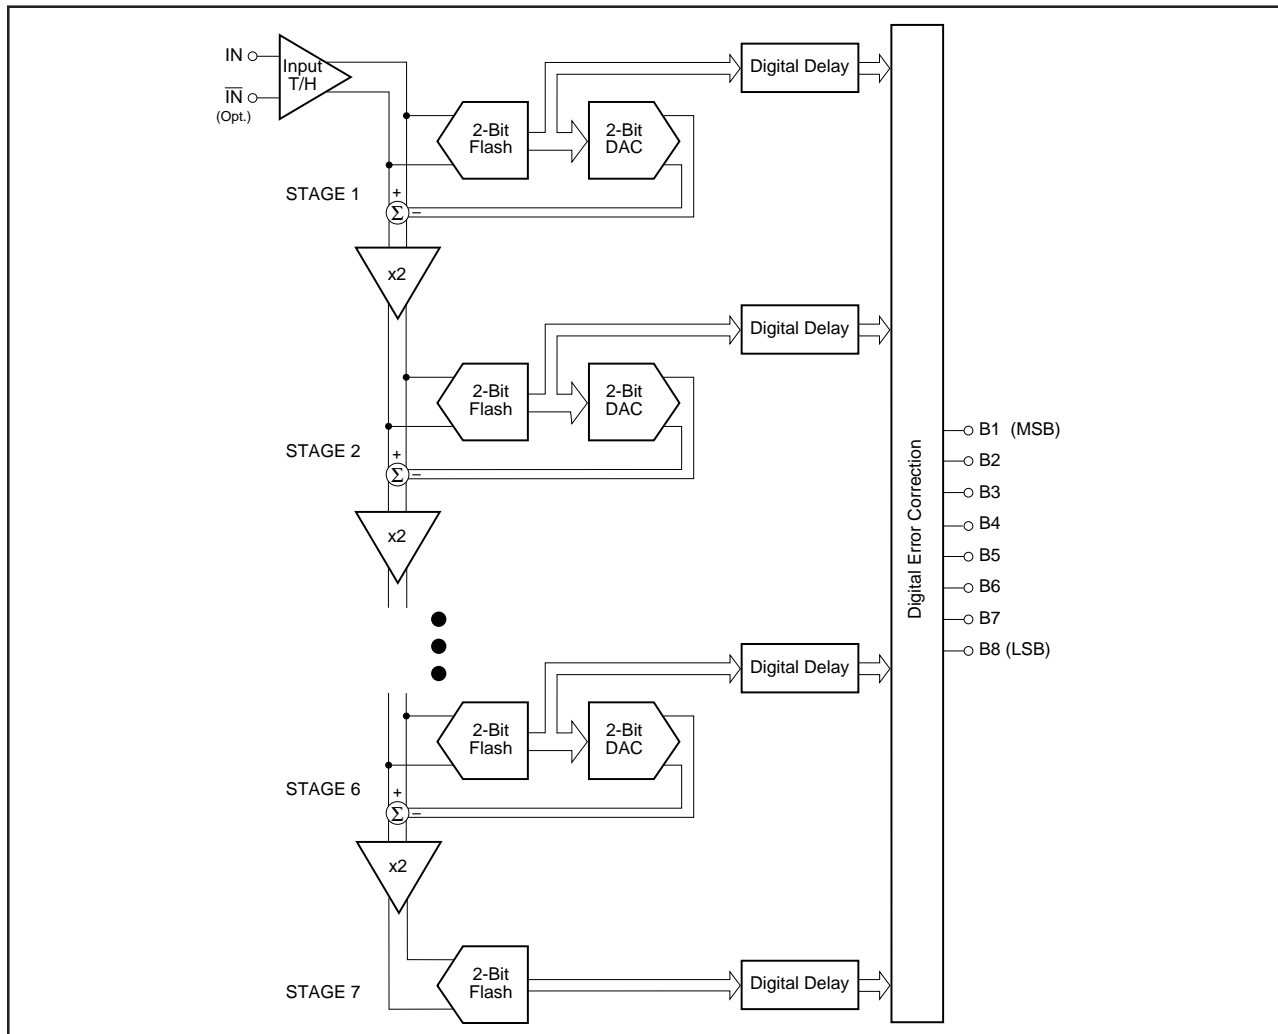 IN
Input
T/H
I̅N̅
(Opt.)
Digital Delay
2-Bit
Flash
2-Bit
DAC
STAGE 1
+
Σ
–
x2
Digital Delay
2-Bit
Flash
2-Bit
DAC
STAGE 2
+
Σ
–
x2
Digital Delay
2-Bit
Flash
2-Bit
DAC
STAGE 6
+
Σ
–
x2
2-Bit
Flash
Digital Delay
STAGE 7
Digital Error Correction
B1 (MSB)
B2
B3
B4
B5
B6
B7
B8 (LSB)